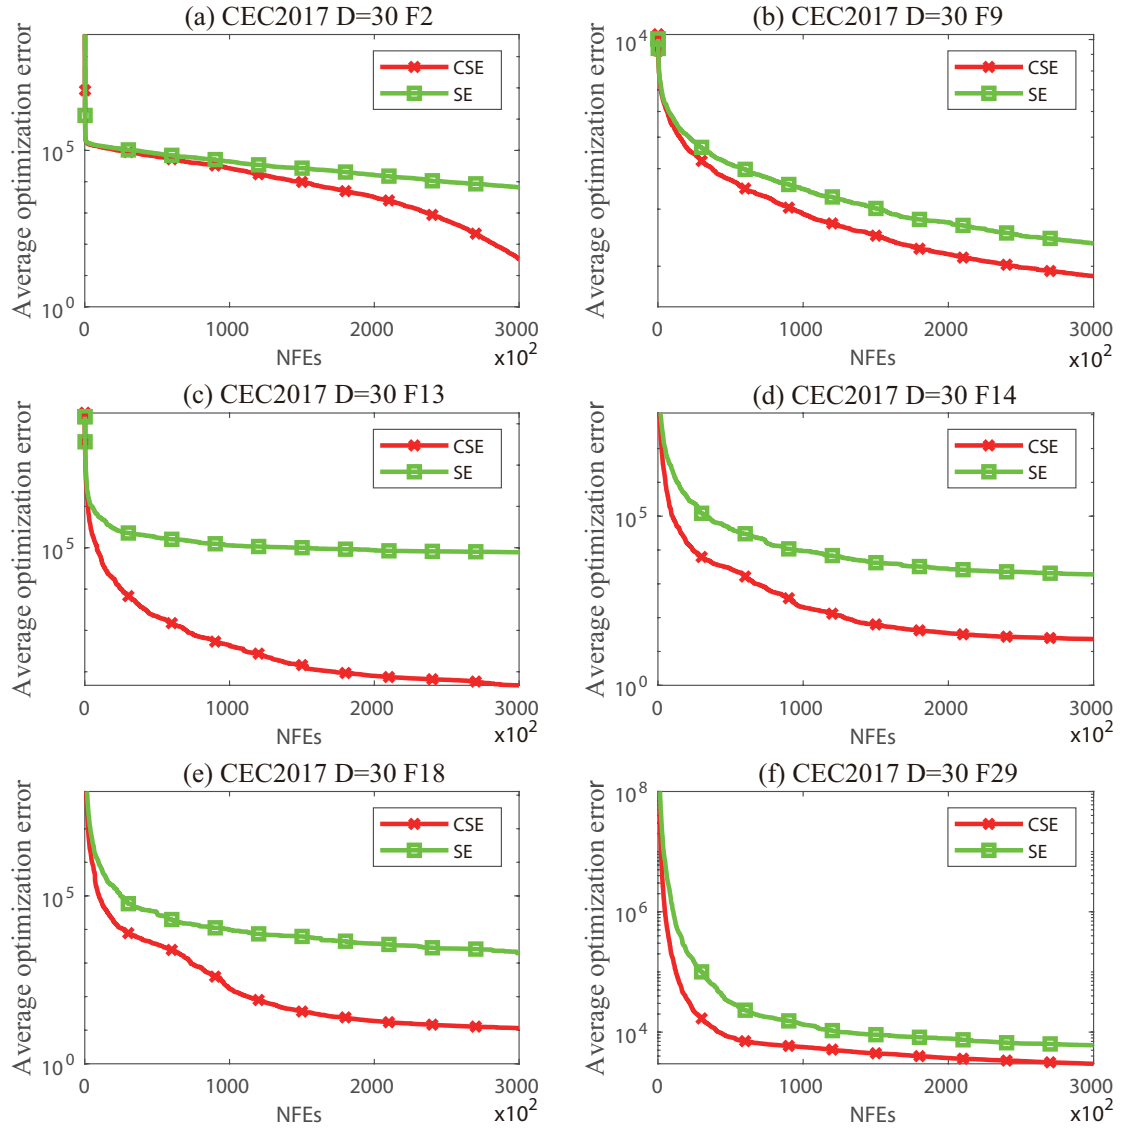 (a) CEC2017 D=30 F2
Average optimization error
10^5
10^0
CSE
SE
0 1000 2000 3000
NFEs
x10^2
(b) CEC2017 D=30 F9
Average optimization error
10^4
CSE
SE
0 1000 2000 3000
NFEs
x10^2
(c) CEC2017 D=30 F13
Average optimization error
10^5
CSE
SE
0 1000 2000 3000
NFEs
x10^2
(d) CEC2017 D=30 F14
Average optimization error
10^5
10^0
CSE
SE
0 1000 2000 3000
NFEs
x10^2
(e) CEC2017 D=30 F18
Average optimization error
10^5
10^0
CSE
SE
0 1000 2000 3000
NFEs
x10^2
(f) CEC2017 D=30 F29
Average optimization error
10^8
10^6
10^4
CSE
SE
0 1000 2000 3000
NFEs
x10^2